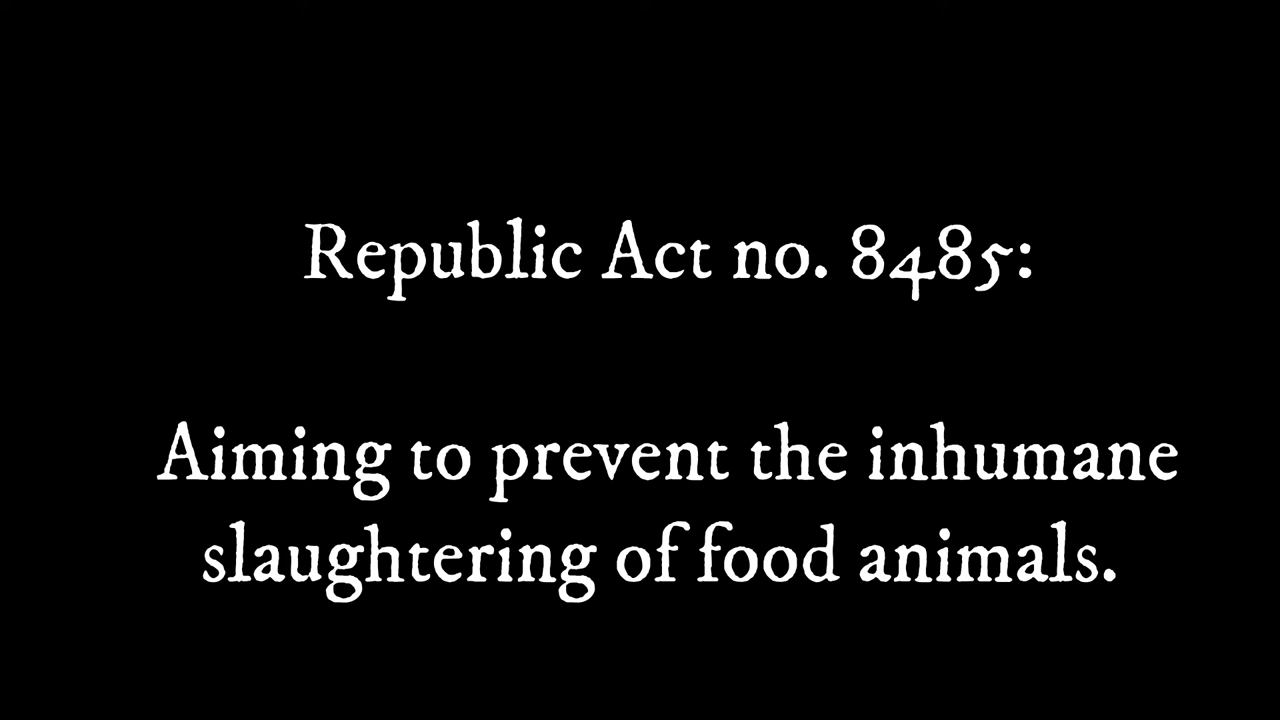 Republic Act no. 8485:
Aiming to prevent the inhumane
slaughtering of food animals.